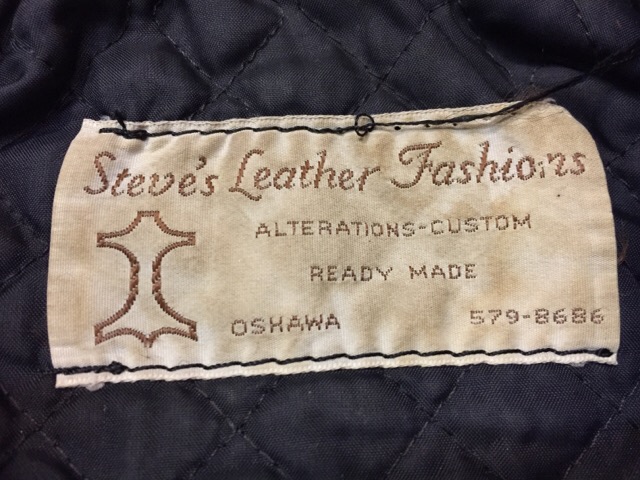 Steve's Leather Fashions
ALTERATIONS-CUSTOM
READY MADE
OSHAWA 579-8686